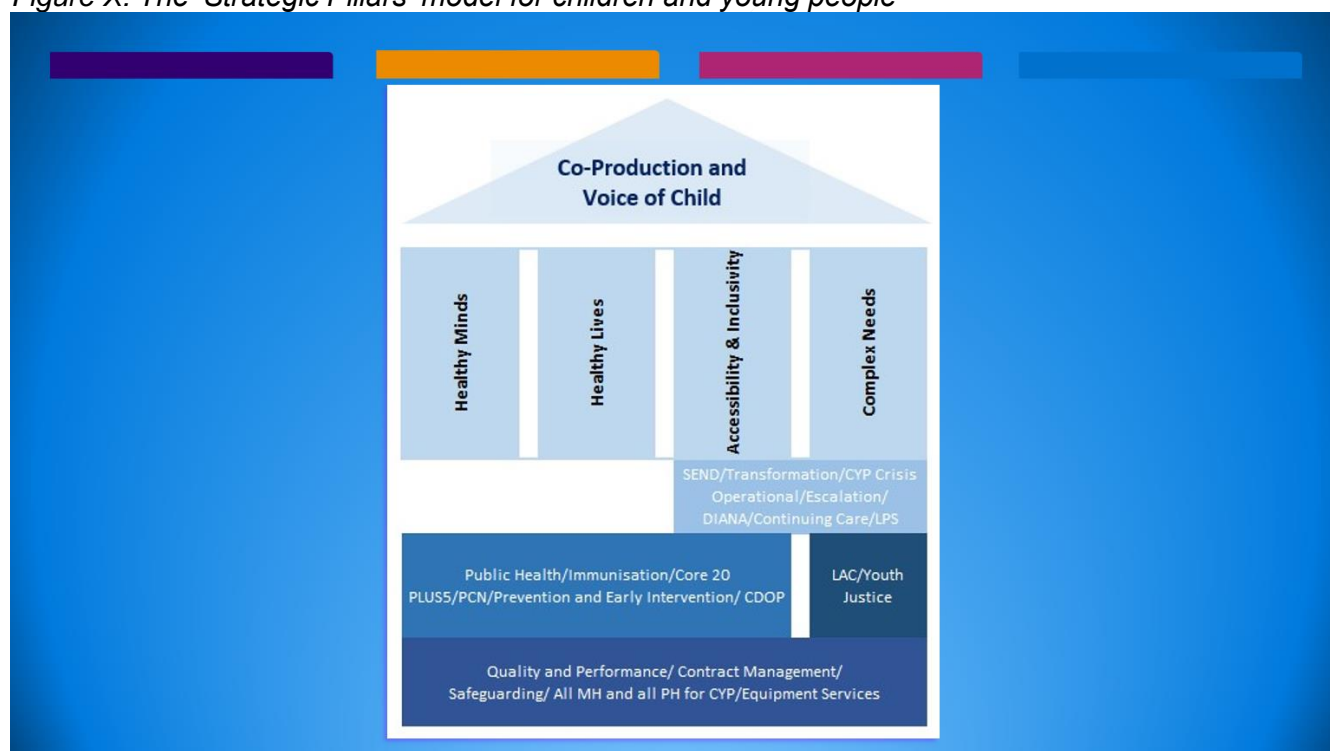 Figure X: The 'Strategic Pillars' model for children and young people
Co-Production and
Voice of Child
Healthy Minds
Healthy Lives
Accessibility & Inclusivity
Complex Needs
SEND/Transformation/CYP Crisis
Operational/Escalation/
DIANA/Continuing Care/LPS
Public Health/Immunisation/Core 20
PLUS5/PCN/Prevention and Early Intervention/ CDOP
LAC/Youth
Justice
Quality and Performance/ Contract Management/
Safeguarding/ All MH and all PH for CYP/Equipment Services